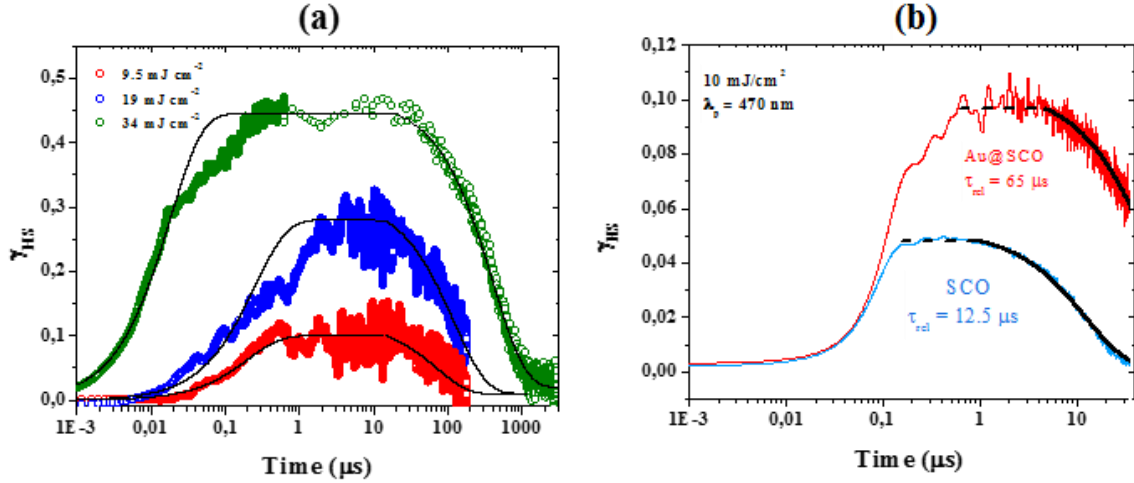 (a)
0,5
0,4
0,3
0,2
0,1
0,0
γHS
9.5 mJ cm⁻²
19 mJ cm⁻²
34 mJ cm⁻²
1E-3 0,01 0,1 1 10 100 1000
Time (μs)
(b)
0,12
0,10
0,08
0,06
0,04
0,02
0,00
γHS
10 mJ/cm²
λp = 470 nm
Au@SCO
τrel = 65 μs
SCO
τrel = 12.5 μs
1E-3 0,01 0,1 1 10
Time (μs)